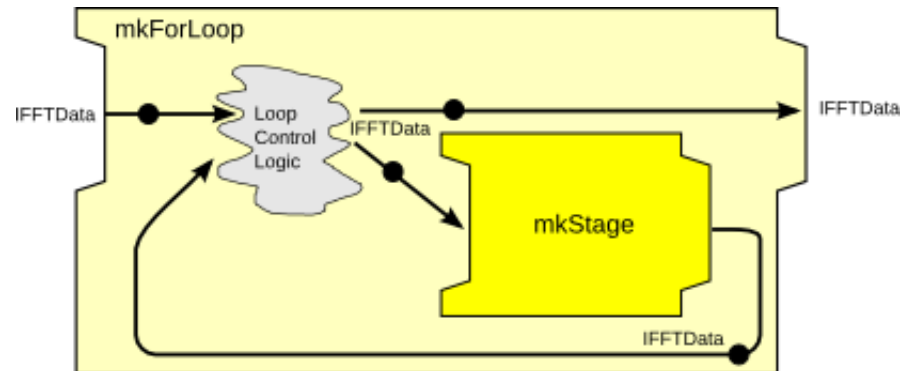 mkForLoop
IFFTData
Loop
Control
Logic
IFFTData
IFFTData
mkStage
IFFTData